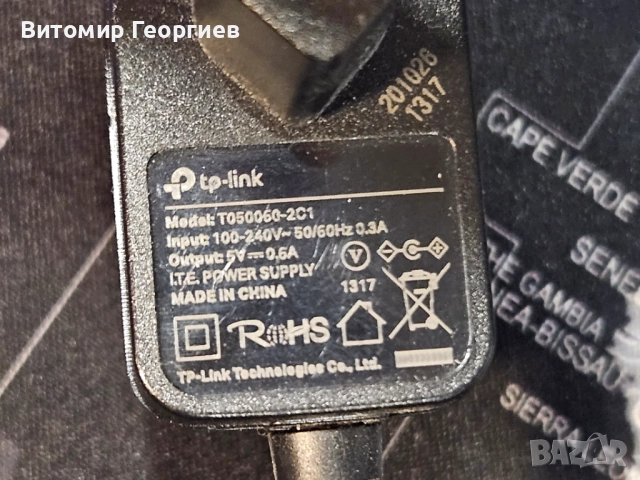 Витомир Георгиев
201026
1317
tp-link
Model: T050060-2C1
Input: 100-240V~ 50/60Hz 0.3A
Output: 5V⎓0.6A
I.T.E. POWER SUPPLY
MADE IN CHINA
V
1317
RoHS
TP-Link Technologies Co., Ltd.
CAPE VERDE
SENE
THE GAMBIA
NEA-BISSAU
SIERRA
BAZAR